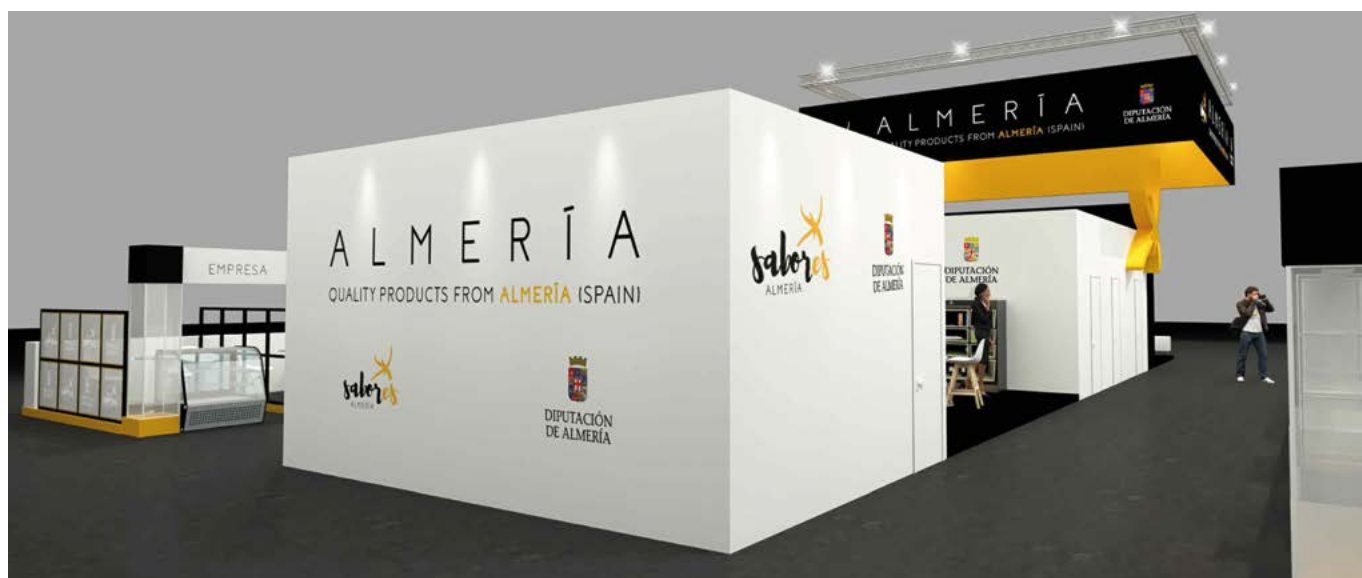 EMPRESA
ALMERÍA
QUALITY PRODUCTS FROM ALMERÍA (SPAIN)
sabores
ALMERÍA
DIPUTACIÓN
DE ALMERÍA
sabores
ALMERÍA
DIPUTACIÓN
DE ALMERÍA
DIPUTACIÓN
DE ALMERÍA
ALMERÍA
QUALITY PRODUCTS FROM ALMERÍA (SPAIN)
DIPUTACIÓN
DE ALMERÍA